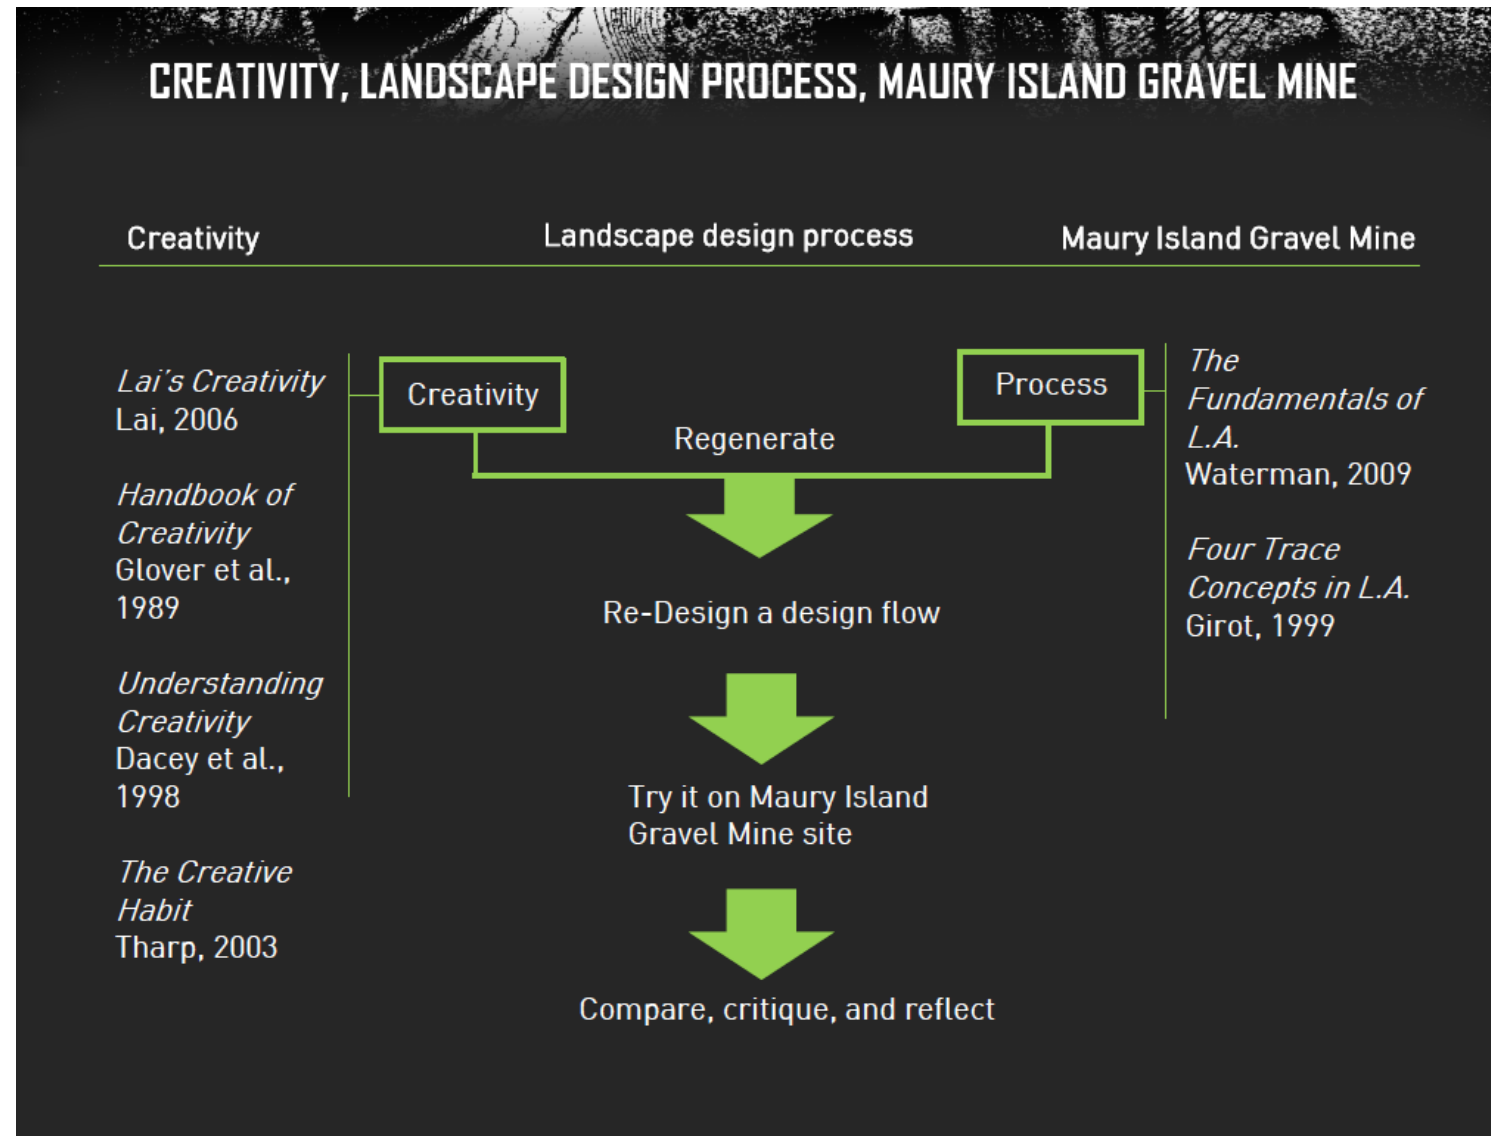 CREATIVITY, LANDSCAPE DESIGN PROCESS, MAURY ISLAND GRAVEL MINE
Creativity
Landscape design process
Maury Island Gravel Mine
Lai's Creativity
Lai, 2006
Handbook of
Creativity
Glover et al.,
1989
Understanding
Creativity
Dacey et al.,
1998
The Creative
Habit
Tharp, 2003
Creativity
Process
Regenerate
Re-Design a design flow
Try it on Maury Island
Gravel Mine site
Compare, critique, and reflect
The
Fundamentals of
L.A.
Waterman, 2009
Four Trace
Concepts in L.A.
Girot, 1999